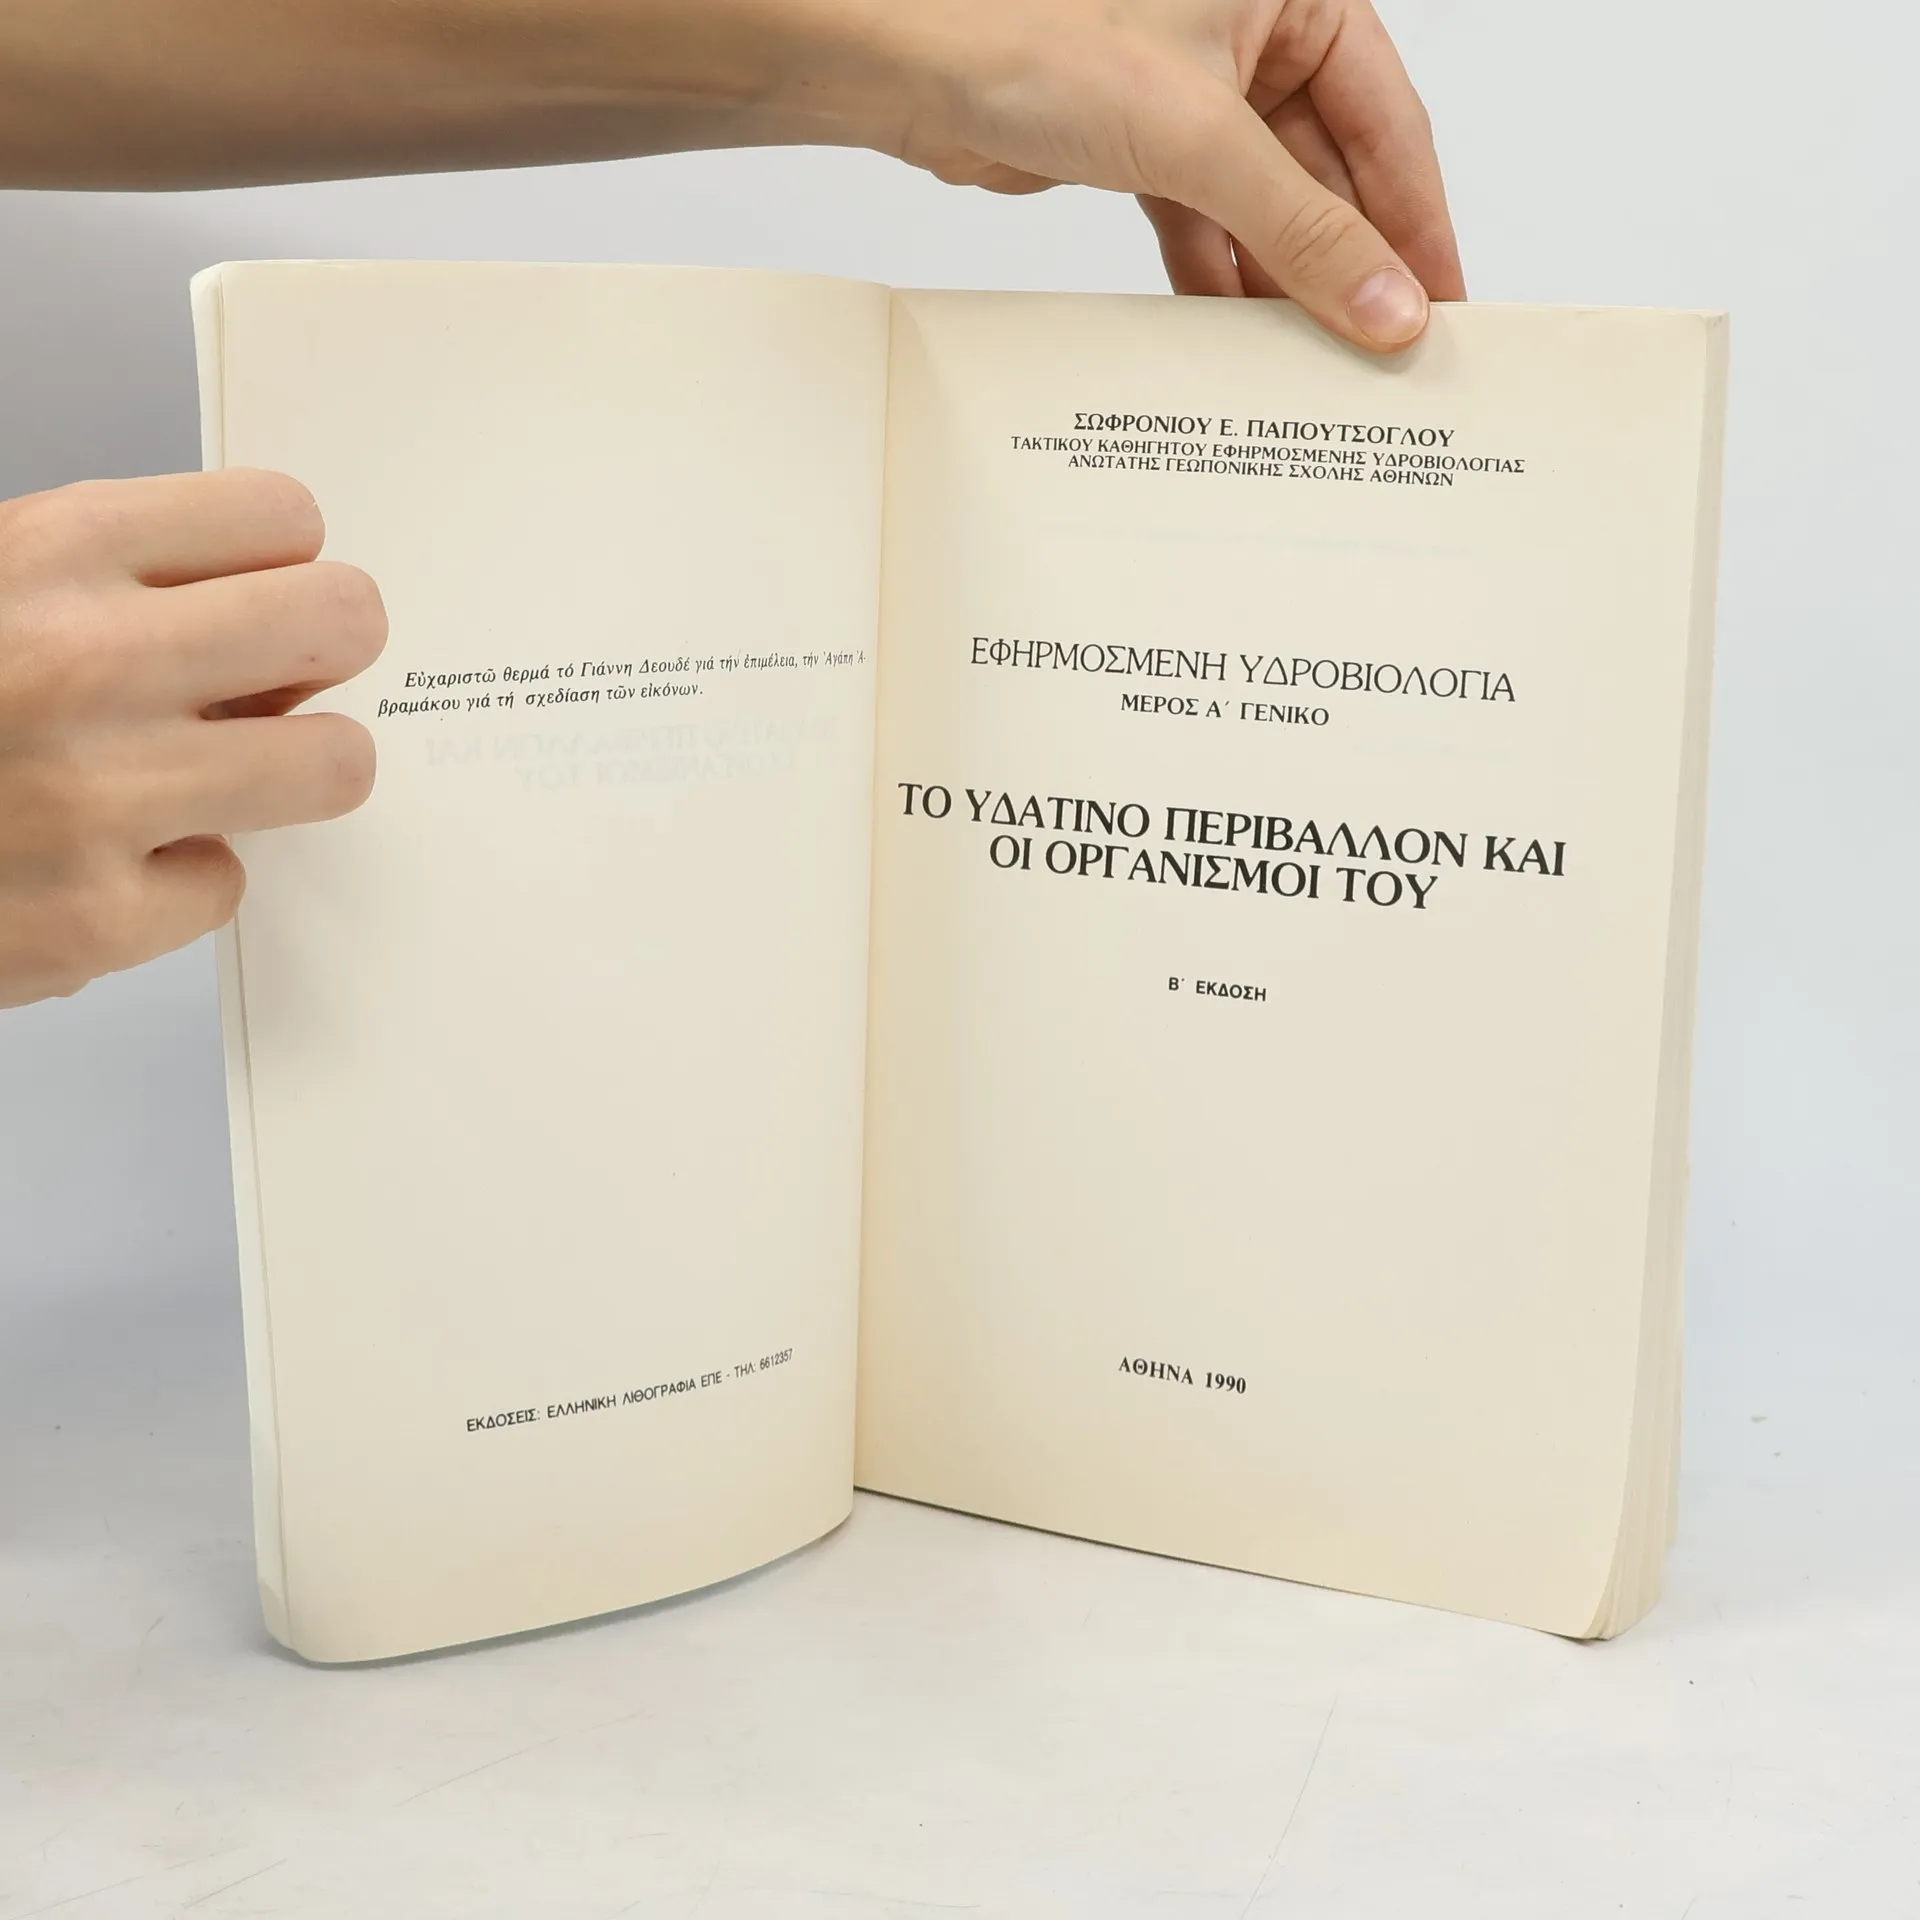 Εὐχαριστῶ θερμά τό Γιάννη Δεουδέ γιά τήν ἐπιμέλεια, τήν Ἀγάπη Ἀ-
βραμάκου γιά τή σχεδίαση τῶν εἰκόνων.
ΕΚΔΟΣΕΙΣ: ΕΛΛΗΝΙΚΗ ΛΙΘΟΓΡΑΦΙΑ ΕΠΕ - ΤΗΛ: 6612357
ΣΩΦΡΟΝΙΟΥ Ε. ΠΑΠΟΥΤΣΟΓΛΟΥ
ΤΑΚΤΙΚΟΥ ΚΑΘΗΓΗΤΟΥ ΕΦΗΡΜΟΣΜΕΝΗΣ ΥΔΡΟΒΙΟΛΟΓΙΑΣ
ΑΝΩΤΑΤΗΣ ΓΕΩΠΟΝΙΚΗΣ ΣΧΟΛΗΣ ΑΘΗΝΩΝ
ΕΦΗΡΜΟΣΜΕΝΗ ΥΔΡΟΒΙΟΛΟΓΙΑ
ΜΕΡΟΣ Α΄ ΓΕΝΙΚΟ
ΤΟ ΥΔΑΤΙΝΟ ΠΕΡΙΒΑΛΛΟΝ ΚΑΙ
ΟΙ ΟΡΓΑΝΙΣΜΟΙ ΤΟΥ
Β΄ ΕΚΔΟΣΗ
ΑΘΗΝΑ 1990